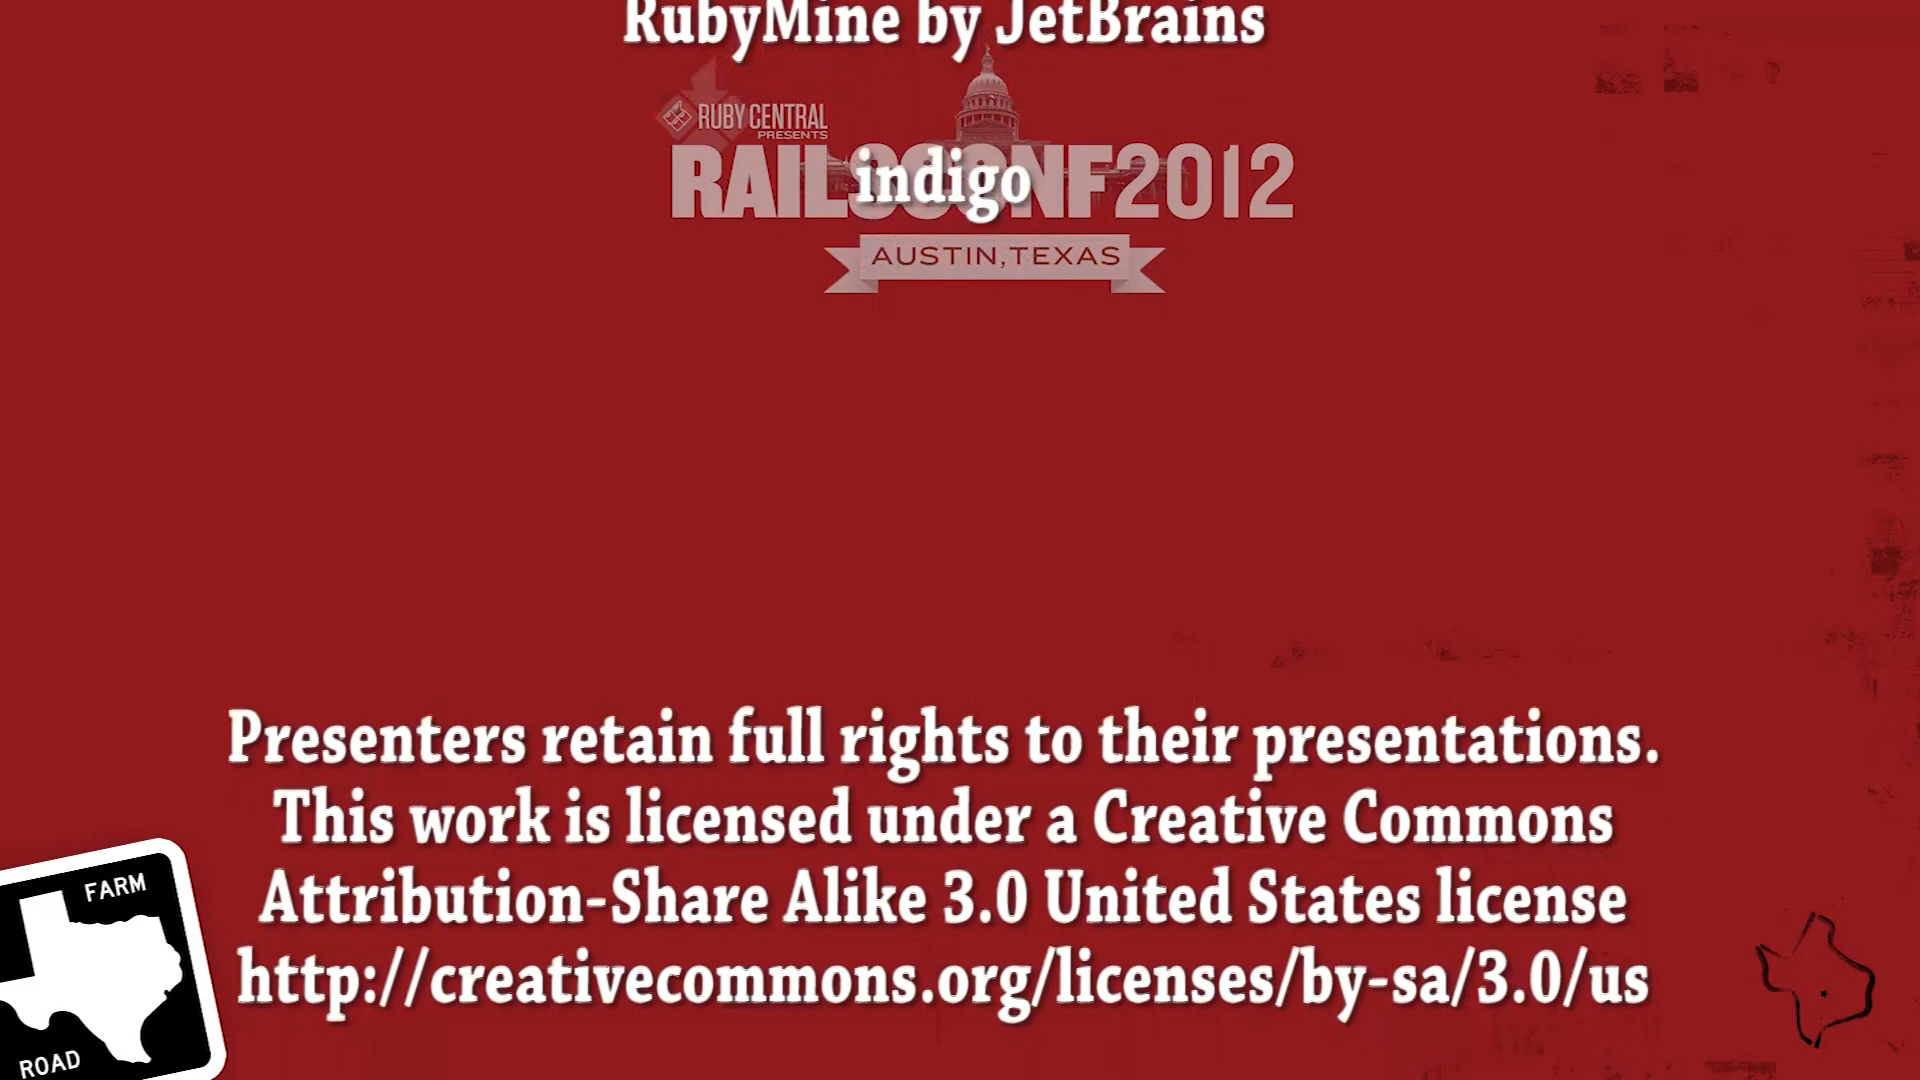 RubyMine by JetBrains
RUBY CENTRAL
PRESENTS
RAILSCONF2012
indigo
AUSTIN, TEXAS
Presenters retain full rights to their presentations.
This work is licensed under a Creative Commons
Attribution-Share Alike 3.0 United States license
http://creativecommons.org/licenses/by-sa/3.0/us
FARM
ROAD